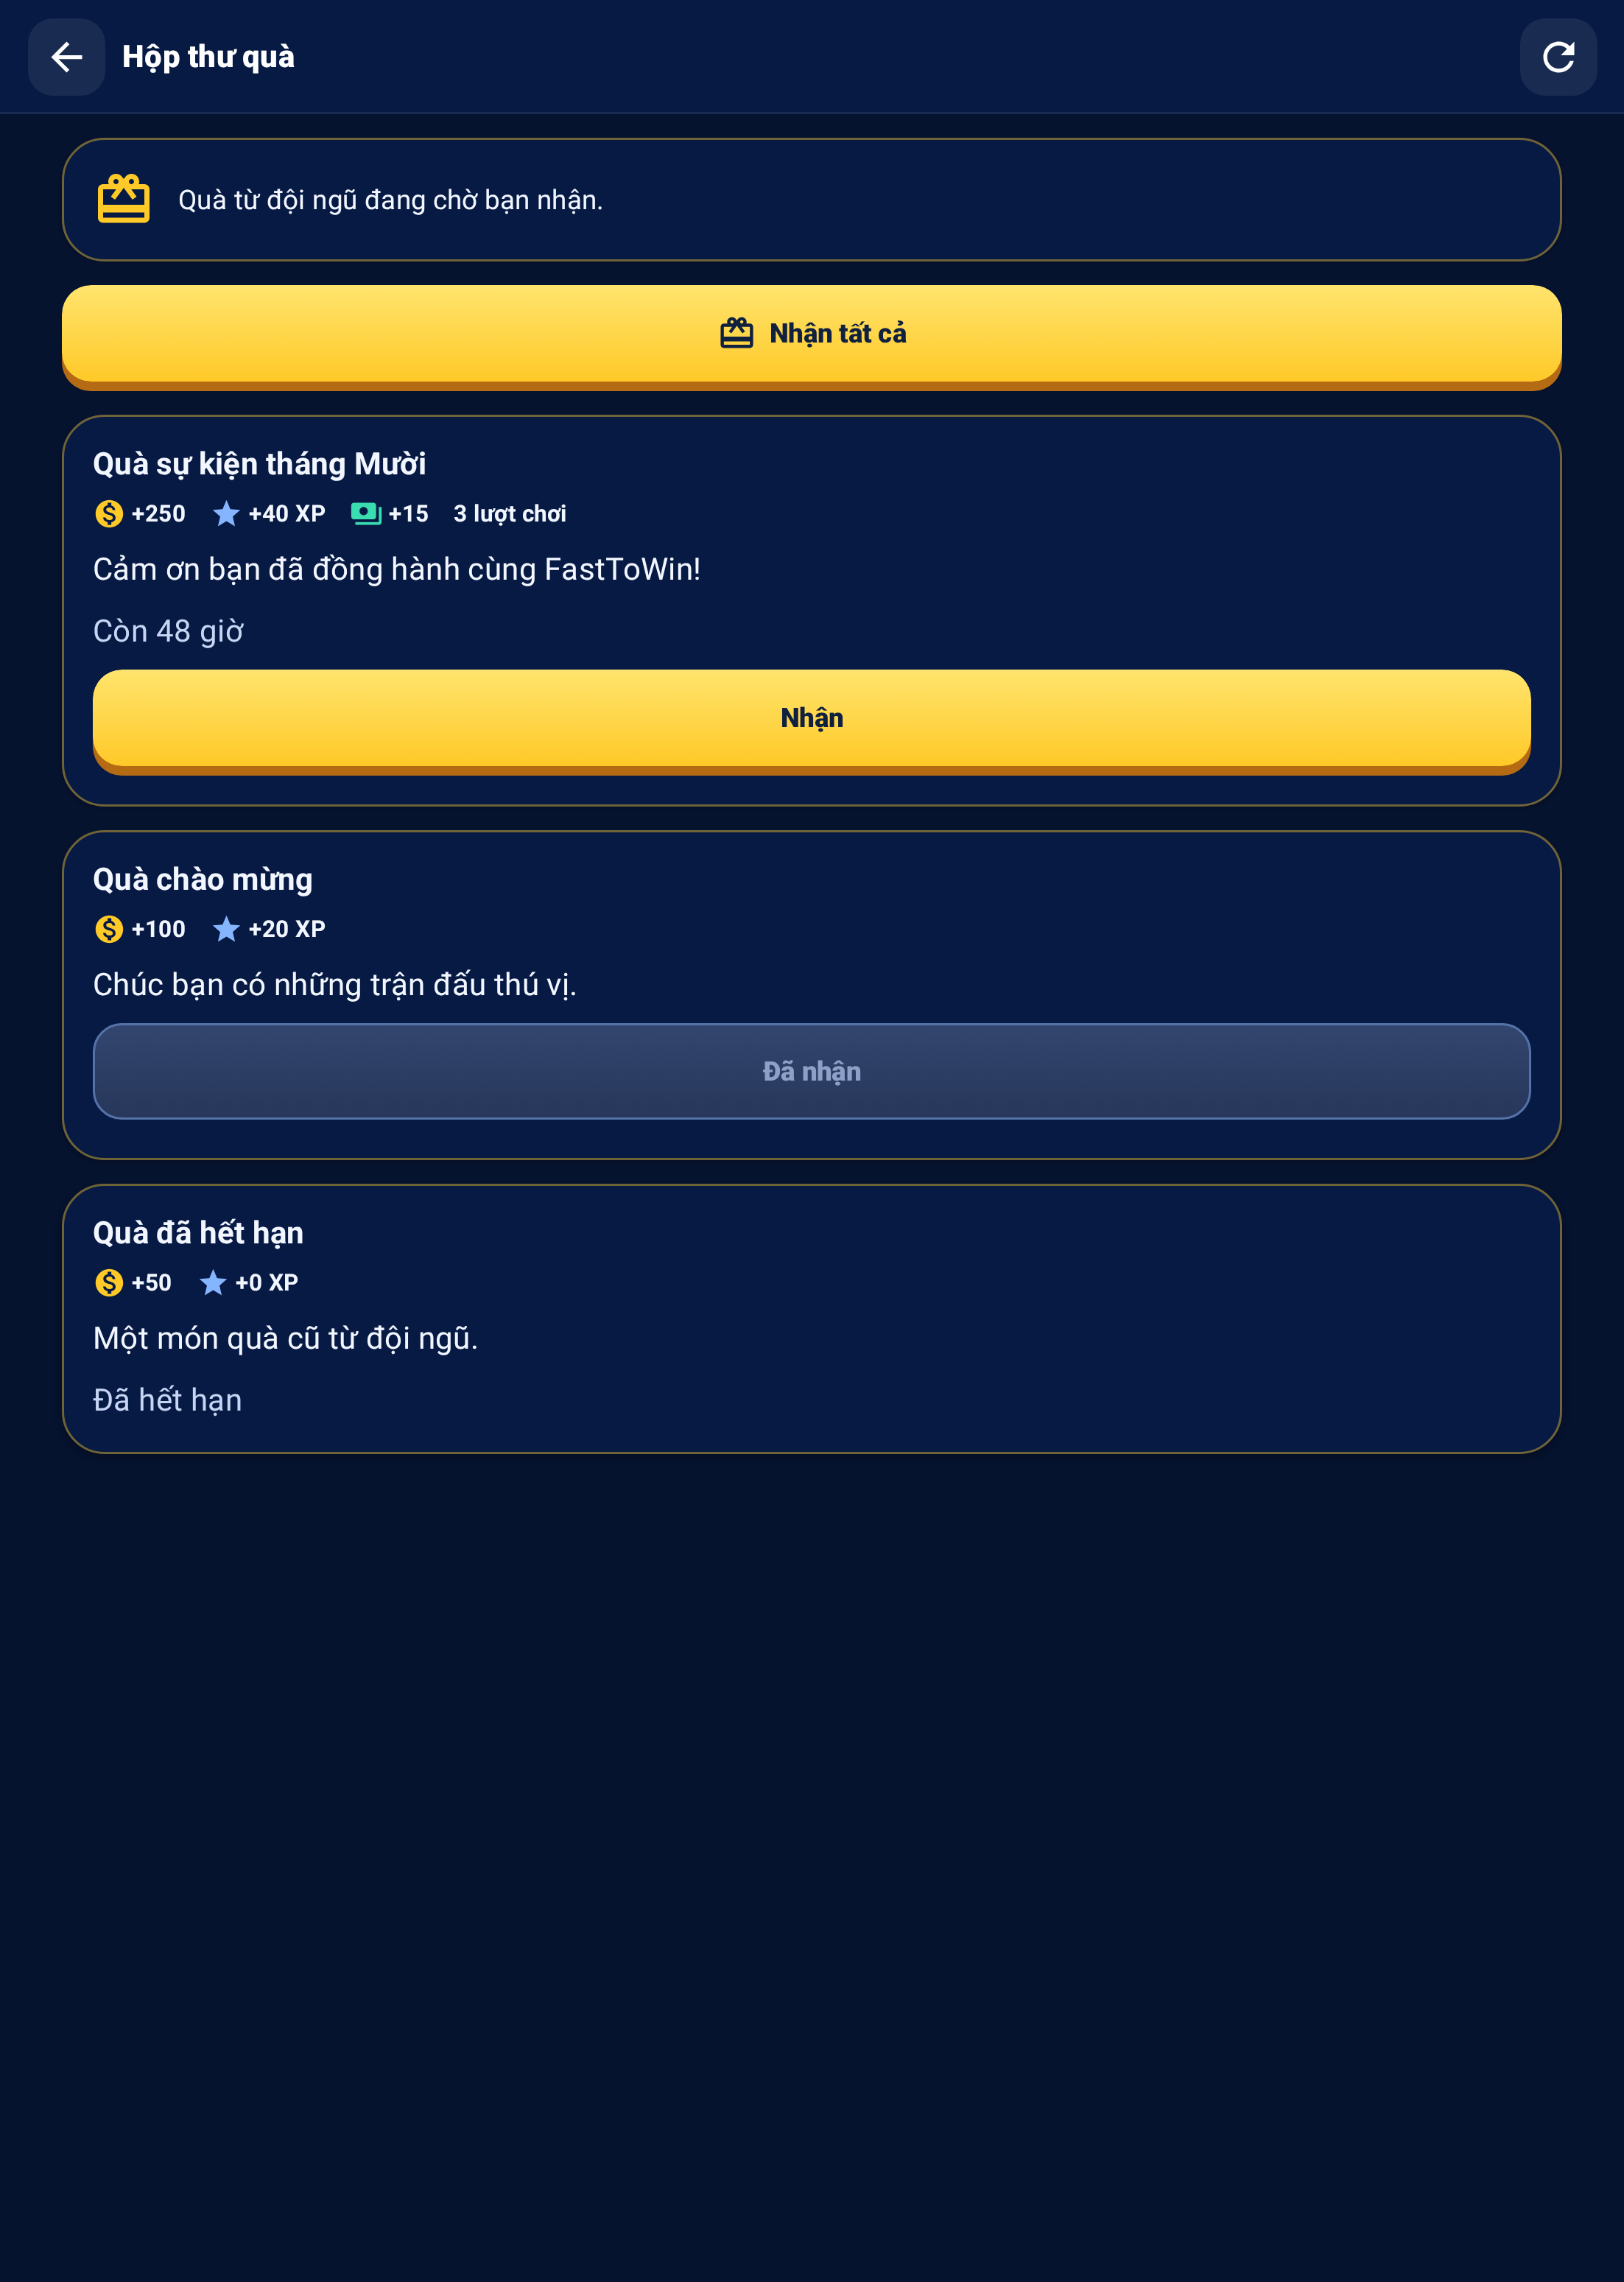 Hộp thư quà
Quà từ đội ngũ đang chờ bạn nhận.
Nhận tất cả
Quà sự kiện tháng Mười
+250 +40 XP +15 3 lượt chơi
Cảm ơn bạn đã đồng hành cùng FastToWin!
Còn 48 giờ
Nhận
Quà chào mừng
+100 +20 XP
Chúc bạn có những trận đấu thú vị.
Đã nhận
Quà đã hết hạn
+50 +0 XP
Một món quà cũ từ đội ngũ.
Đã hết hạn